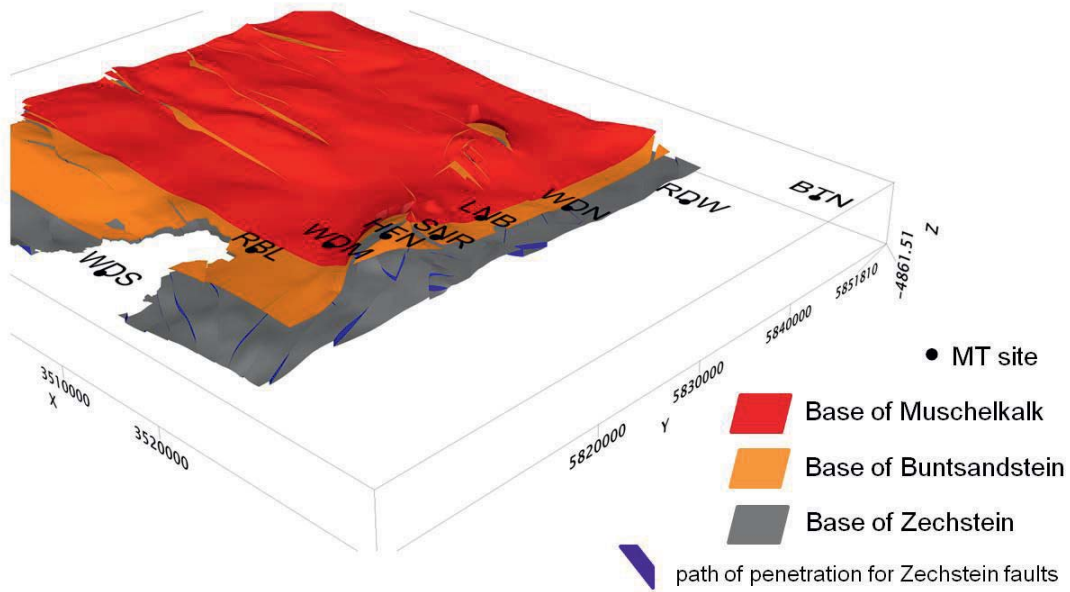 WDS
RBL
WDM
HEN
SNR
LNB
WDN
RDW
BTN
3510000
X
3520000
5820000
Y
5830000
5840000
5851810
-4861.51
Z
MT site
Base of Muschelkalk
Base of Buntsandstein
Base of Zechstein
path of penetration for Zechstein faults